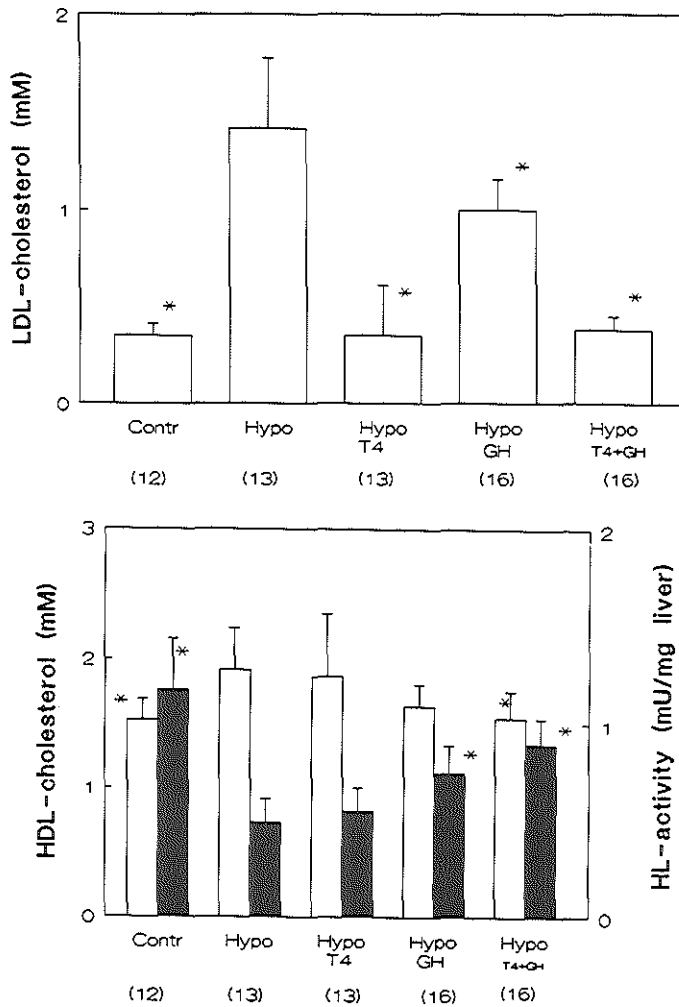 2
LDL-cholesterol (mM)
1
0
* * * *
Contr Hypo Hypo Hypo Hypo
T4 GH T4+GH
(12) (13) (13) (16) (16)
3 2
HDL-cholesterol (mM)
HL-activity (mU/mg liver)
2
* * * * *
1 1
0 0
Contr Hypo Hypo Hypo Hypo
T4 GH T4+GH
(12) (13) (13) (16) (16)